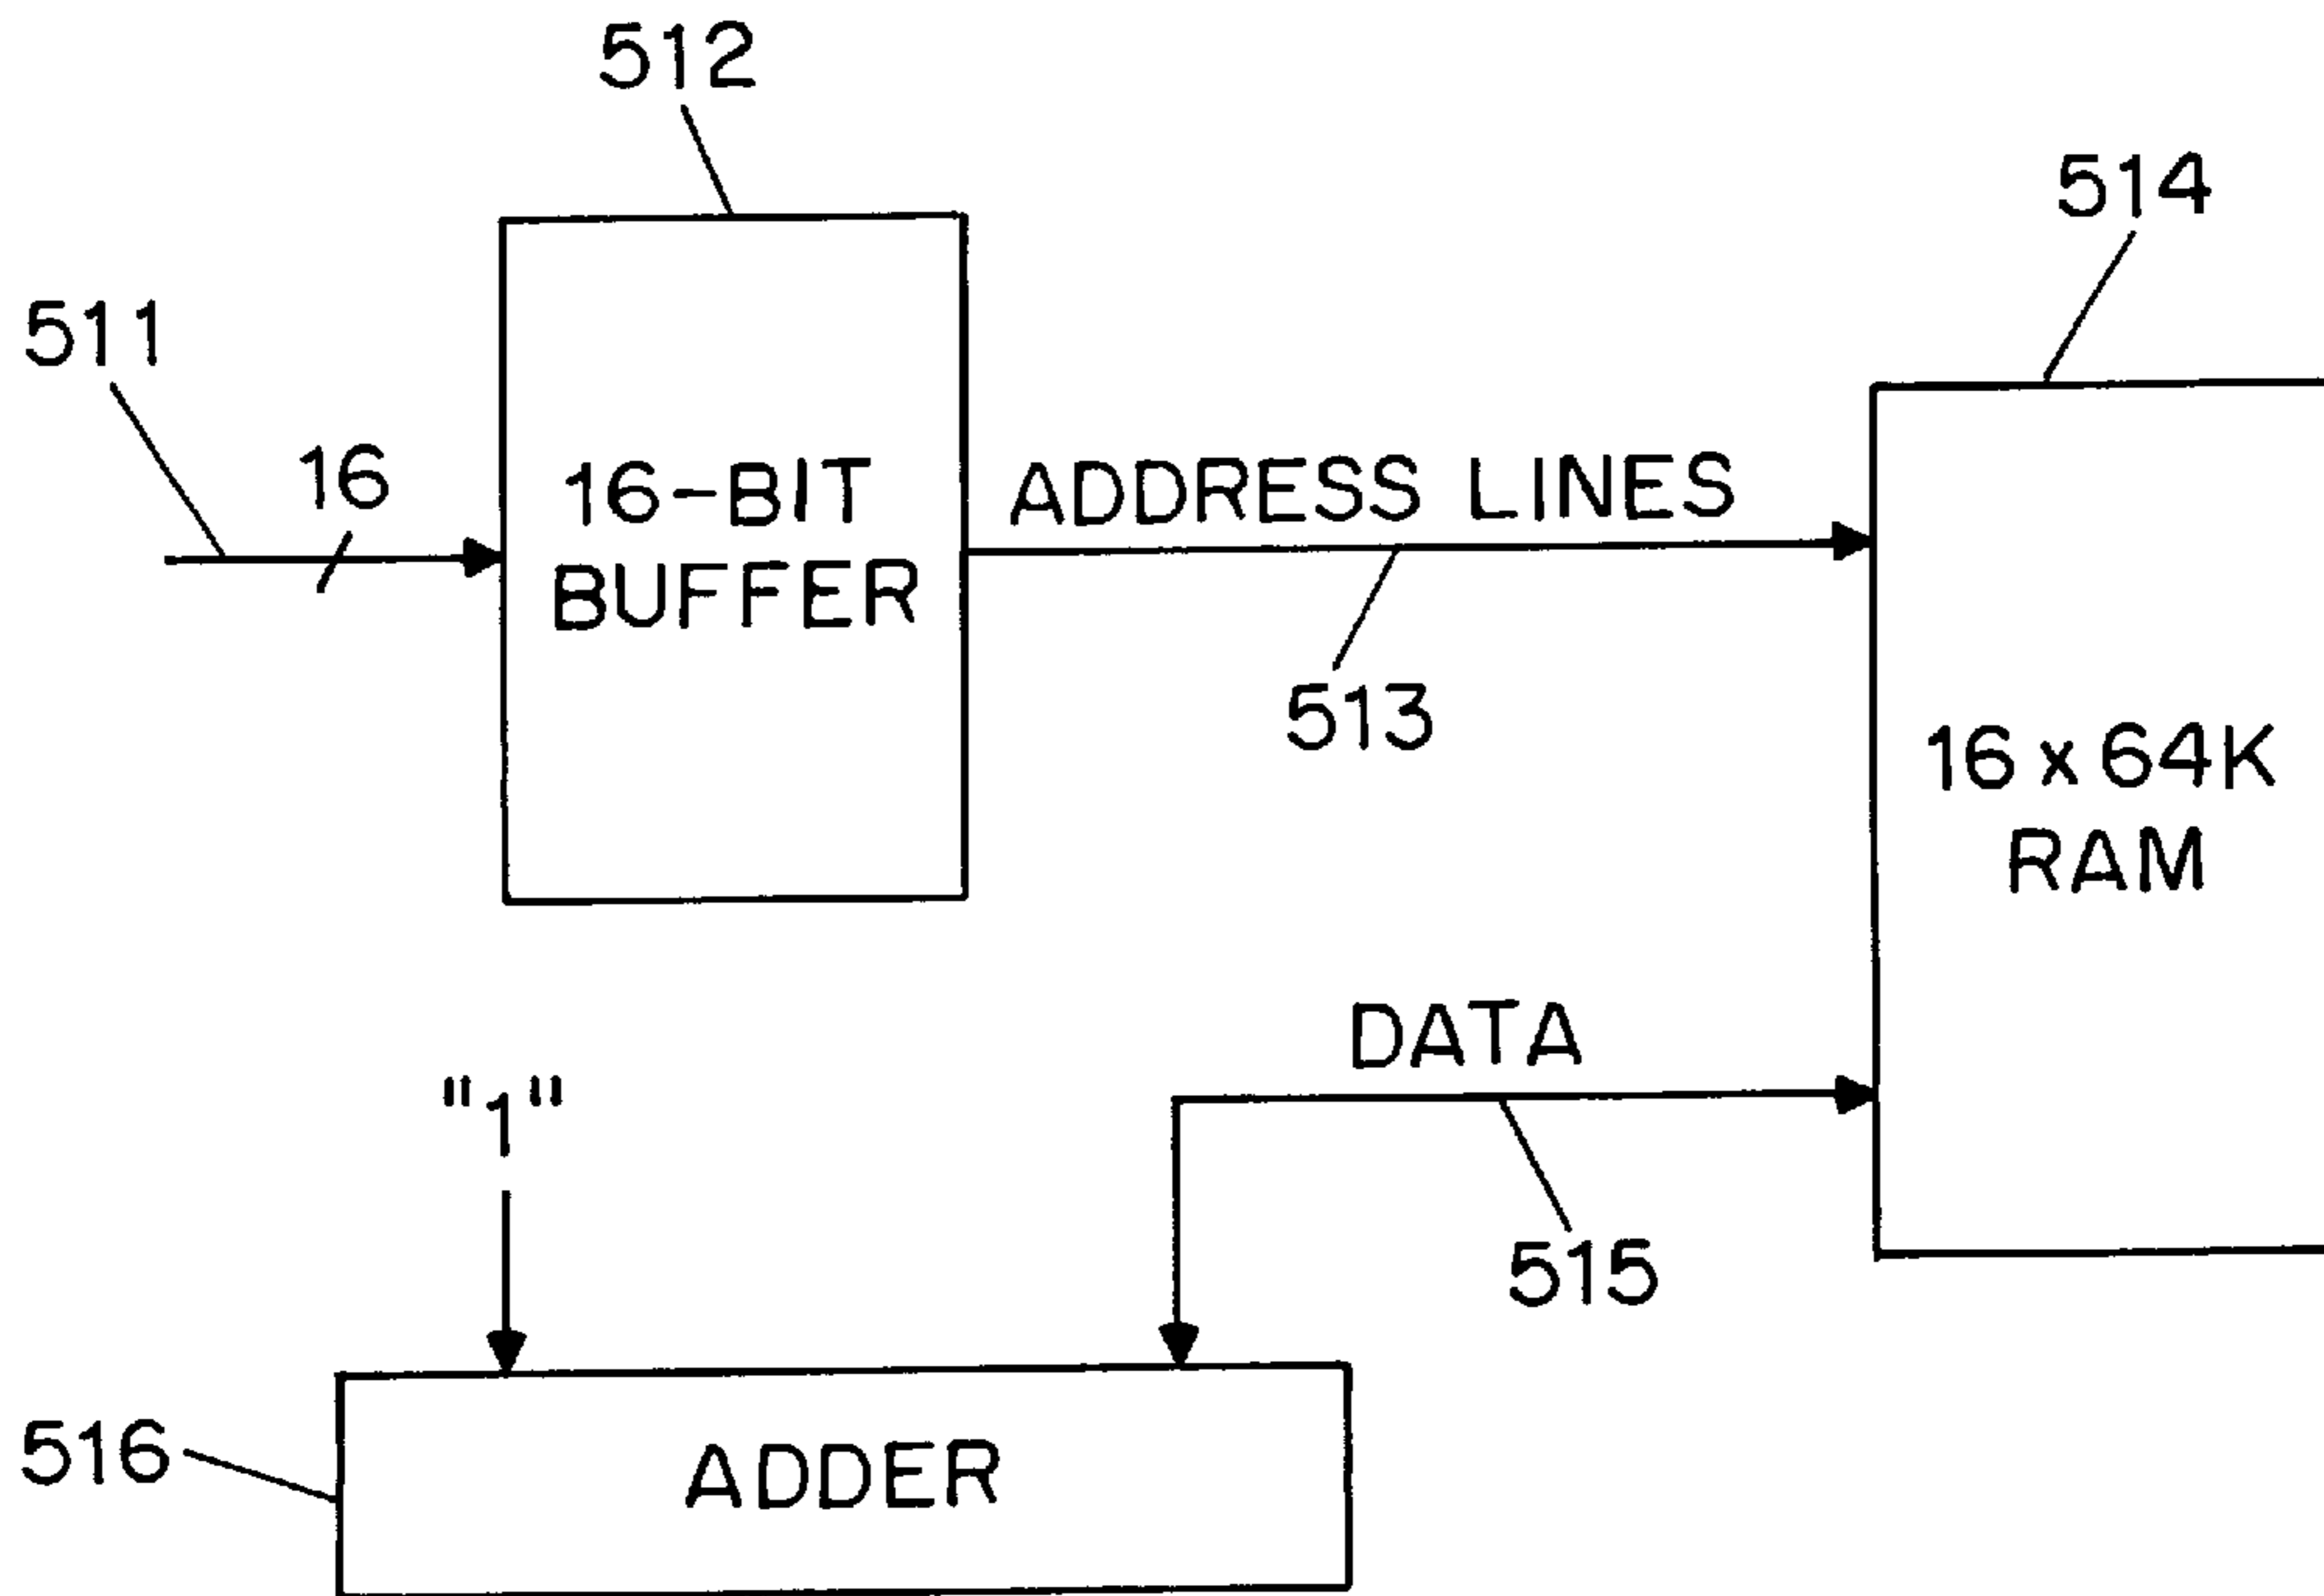 512
514
511
16
16-BIT
BUFFER
ADDRESS LINES
513
16 x 64K
RAM
DATA
"1"
515
516
ADDER